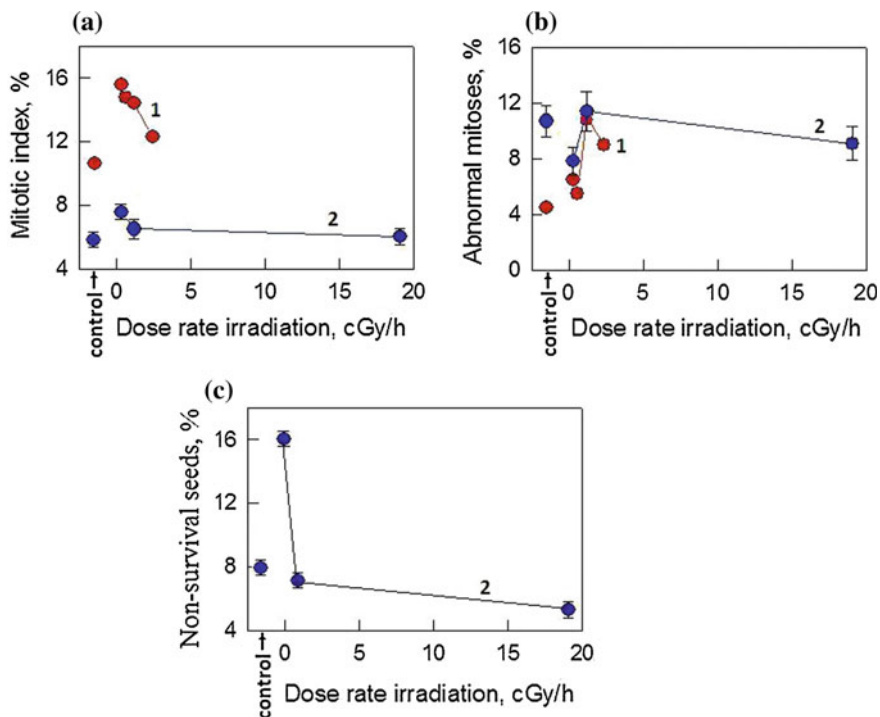 (a)
Mitotic index, %
16
12
8
4
1
2
0 5 10 15 20
control
Dose rate irradiation, cGy/h
(b)
Abnormal mitoses, %
16
12
8
4
0
1
2
0 5 10 15 20
control
Dose rate irradiation, cGy/h
(c)
Non-survival seeds, %
16
12
8
4
2
0 5 10 15 20
control
Dose rate irradiation, cGy/h